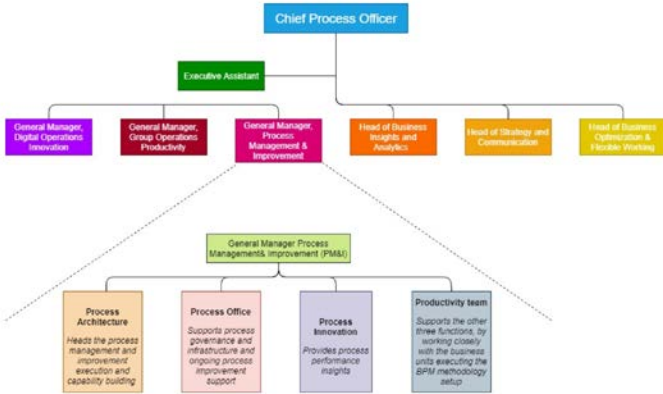 Chief Process Officer
Executive Assistant
General Manager,
Digital Operations
Innovation
General Manager,
Group Operations
Productivity
General Manager,
Process
Management &
Improvement
Head of Business
Insights and
Analytics
Head of Strategy and
Communication
Head of Business
Optimization &
Flexible Working
General Manager Process
Management& Improvement (PM&I)
Process
Architecture
Heads the process
management and
improvement
execution and
capability building
Process Office
Supports process
governance and
infrastructure and
ongoing process
improvement
support
Process
Innovation
Provides process
performance
insights
Productivity teem
Supports the other
three functions, by
working closely
with the business
units executing the
BPM methodology
setup